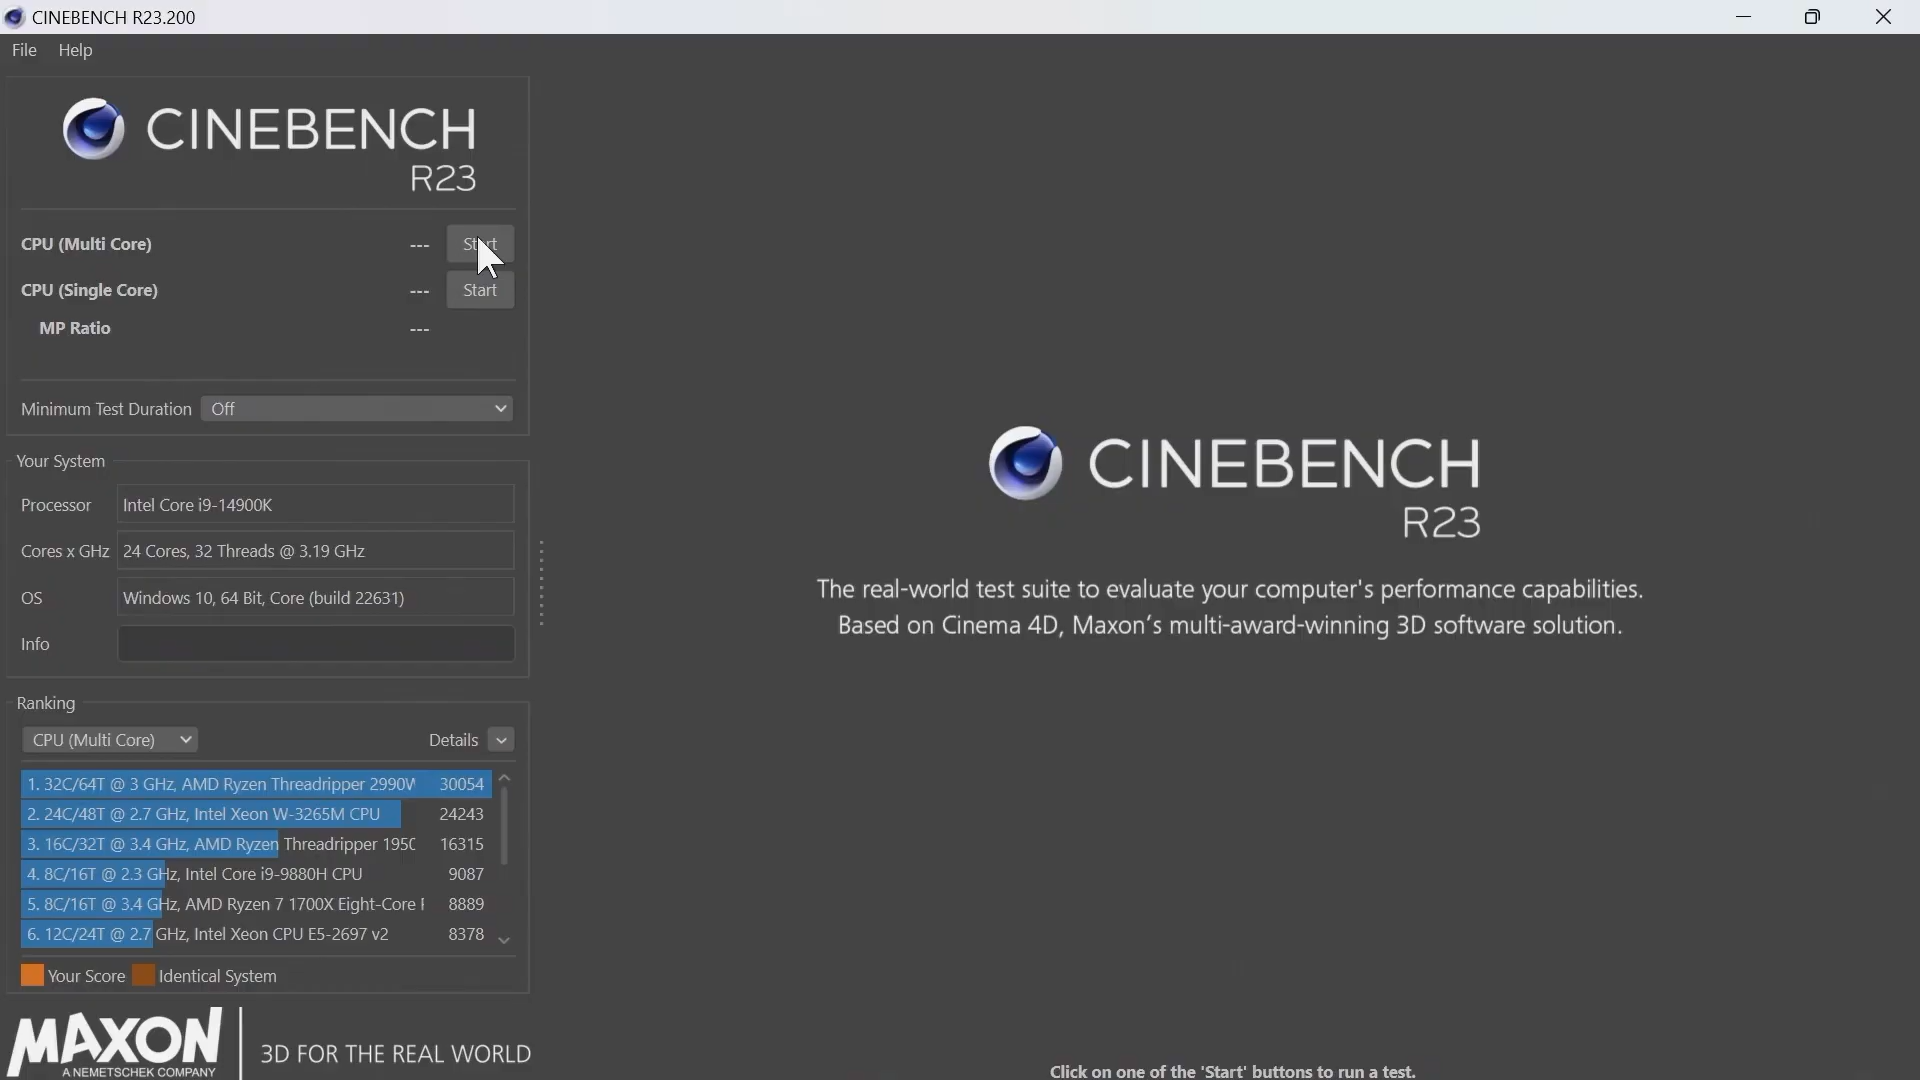 CINEBENCH R23.200
File Help
CINEBENCH
R23
CPU (Multi Core) --- Start
CPU (Single Core) --- Start
MP Ratio ---
Minimum Test Duration Off
Your System
Processor Intel Core i9-14900K
Cores x GHz 24 Cores, 32 Threads @ 3.19 GHz
OS Windows 10, 64 Bit, Core (build 22631)
Info
Ranking
CPU (Multi Core) Details
1. 32C/64T @ 3 GHz, AMD Ryzen Threadripper 2990W 30054
2. 24C/48T @ 2.7 GHz, Intel Xeon W-3265M CPU 24243
3. 16C/32T @ 3.4 GHz, AMD Ryzen Threadripper 1950 16315
4. 8C/16T @ 2.3 GHz, Intel Core i9-9880H CPU 9087
5. 8C/16T @ 3.4 GHz, AMD Ryzen 7 1700X Eight-Core 8889
6. 12C/24T @ 2.7 GHz, Intel Xeon CPU E5-2697 v2 8378
Your Score Identical System
MAXON
A NEMETSCHEK COMPANY
3D FOR THE REAL WORLD
CINEBENCH
R23
The real-world test suite to evaluate your computer's performance capabilities.
Based on Cinema 4D, Maxon's multi-award-winning 3D software solution.
Click on one of the 'Start' buttons to run a test.